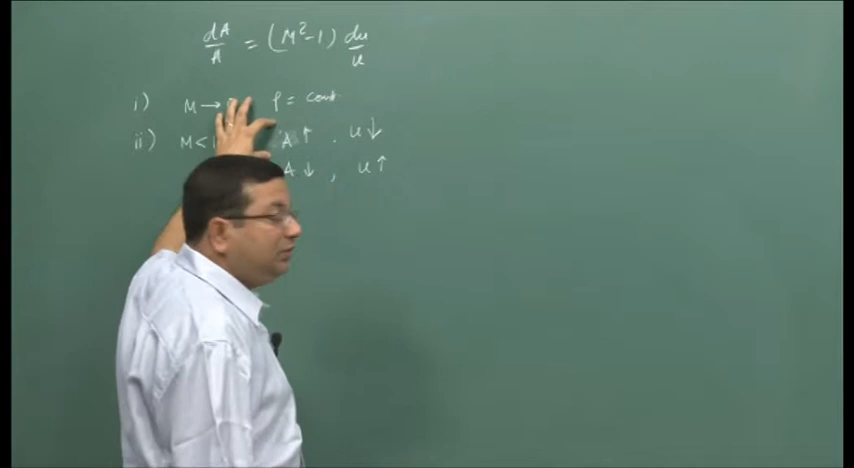 dA/A = (M²-1) du/u
i) M → ρ = const
ii) M < 1 A ↑ , u ↓
A ↓ , u ↑